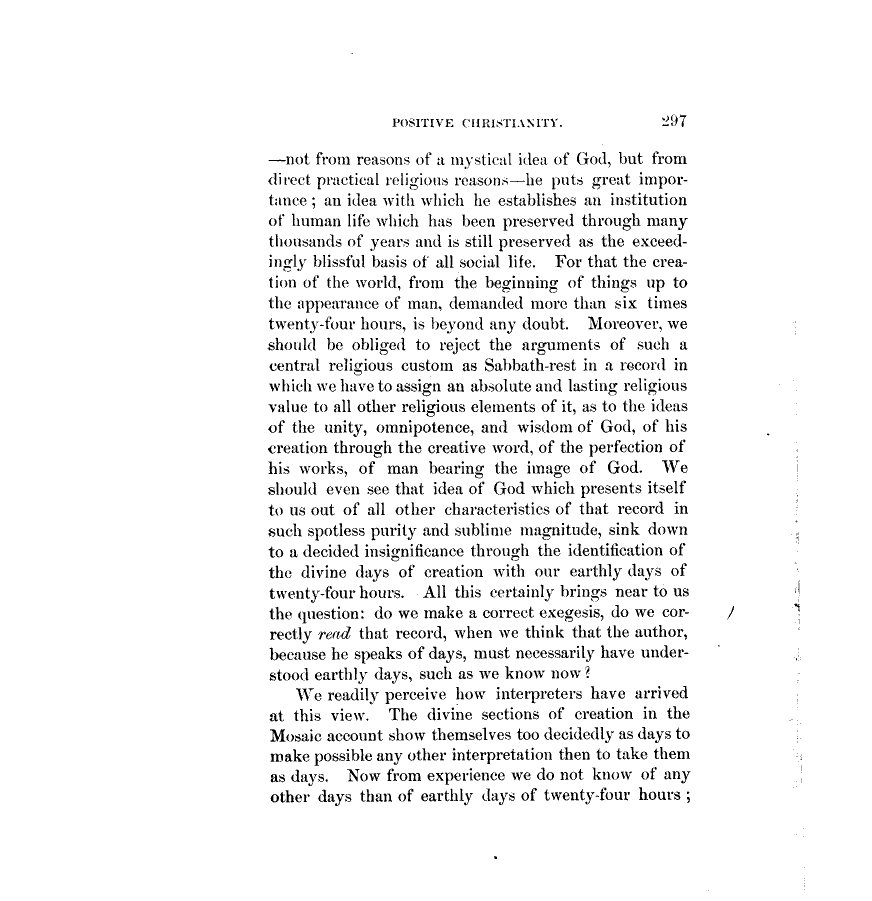 POSITIVE CHRISTIANITY. 297
—not from reasons of a mystical idea of God, but from
direct practical religious reasons—he puts great impor-
tance ; an idea with which he establishes an institution
of human life which has been preserved through many
thousands of years and is still preserved as the exceed-
ingly blissful basis of all social life. For that the crea-
tion of the world, from the beginning of things up to
the appearance of man, demanded more than six times
twenty-four hours, is beyond any doubt. Moreover, we
should be obliged to reject the arguments of such a
central religious custom as Sabbath-rest in a record in
which we have to assign an absolute and lasting religious
value to all other religious elements of it, as to the ideas
of the unity, omnipotence, and wisdom of God, of his
creation through the creative word, of the perfection of
his works, of man bearing the image of God. We
should even see that idea of God which presents itself
to us out of all other characteristics of that record in
such spotless purity and sublime magnitude, sink down
to a decided insignificance through the identification of
the divine days of creation with our earthly days of
twenty-four hours. All this certainly brings near to us
the question: do we make a correct exegesis, do we cor-
rectly read that record, when we think that the author,
because he speaks of days, must necessarily have under-
stood earthly days, such as we know now ?
We readily perceive how interpreters have arrived
at this view. The divine sections of creation in the
Mosaic account show themselves too decidedly as days to
make possible any other interpretation then to take them
as days. Now from experience we do not know of any
other days than of earthly days of twenty-four hours ;